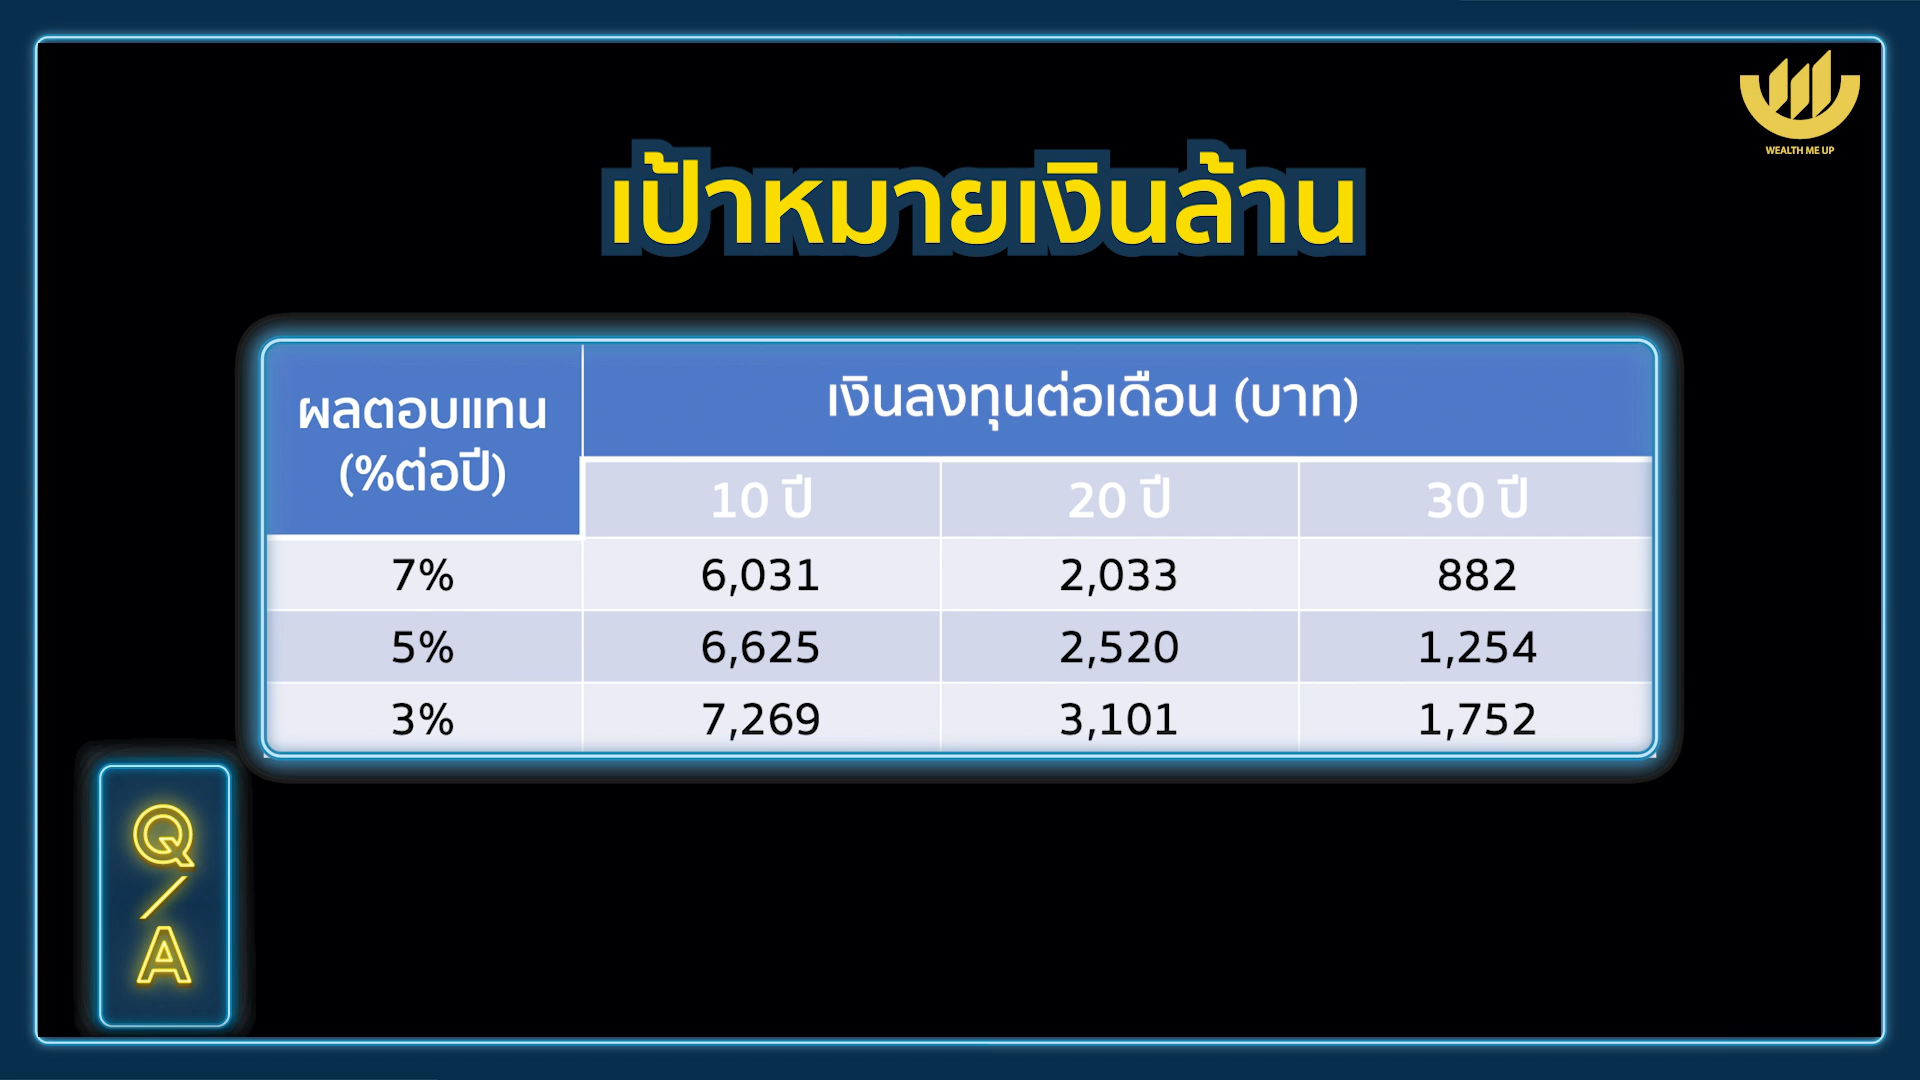 WEALTH ME UP
เป้าหมายเงินล้าน
ผลตอบแทน
(%ต่อปี)
เงินลงทุนต่อเดือน (บาท)
10 ปี 20 ปี 30 ปี
7% 6,031 2,033 882
5% 6,625 2,520 1,254
3% 7,269 3,101 1,752
Q
/
A